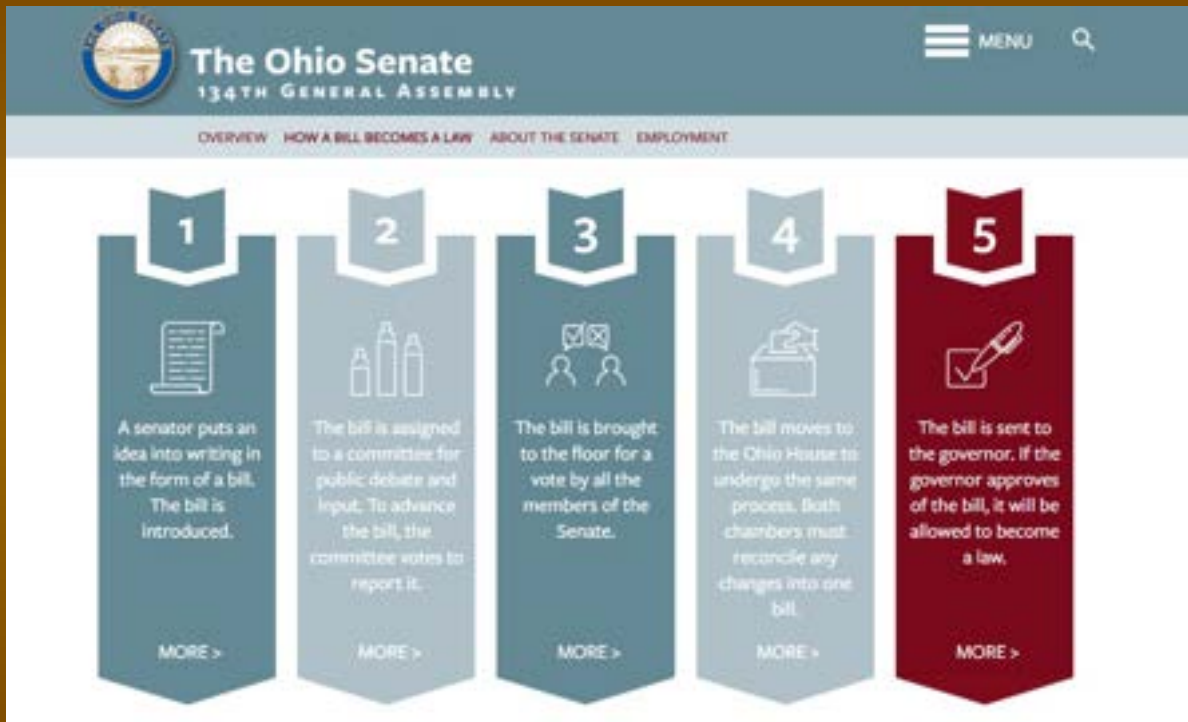 The Ohio Senate
134TH GENERAL ASSEMBLY
MENU
OVERVIEW HOW A BILL BECOMES A LAW ABOUT THE SENATE EMPLOYMENT
1
A senator puts an
idea into writing in
the form of a bill.
The bill is
introduced.
MORE >
2
The bill is assigned
to a committee for
public debate and
input. To advance
the bill, the
committee votes to
report it.
MORE >
3
The bill is brought
to the floor for a
vote by all the
members of the
Senate.
MORE >
4
The bill moves to
the Ohio House to
undergo the same
process. Both
chambers must
reconcile any
changes into one
bill.
MORE >
5
The bill is sent to
the governor. If the
governor approves
of the bill, it will be
allowed to become
a law.
MORE >